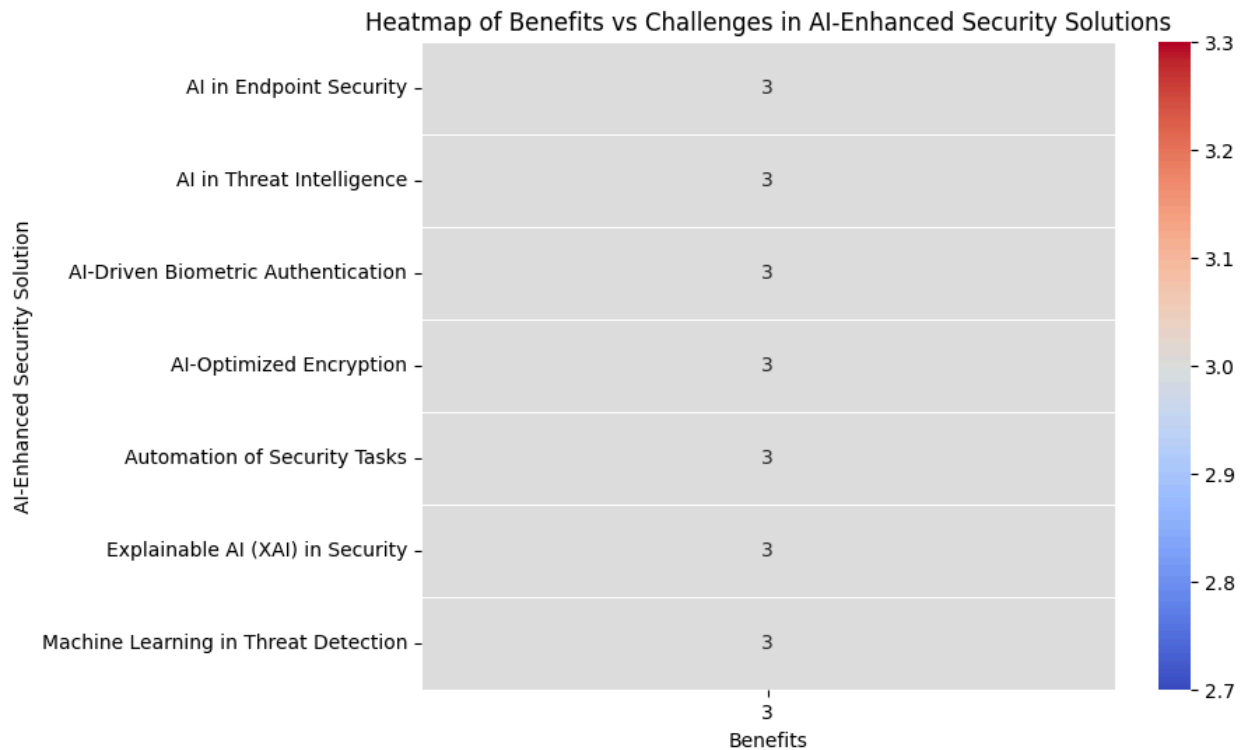 Heatmap of Benefits vs Challenges in AI-Enhanced Security Solutions
AI-Enhanced Security Solution
AI in Endpoint Security
3
AI in Threat Intelligence
3
AI-Driven Biometric Authentication
3
AI-Optimized Encryption
3
Automation of Security Tasks
3
Explainable AI (XAI) in Security
3
Machine Learning in Threat Detection
3
3
Benefits
3.3
3.2
3.1
3.0
2.9
2.8
2.7